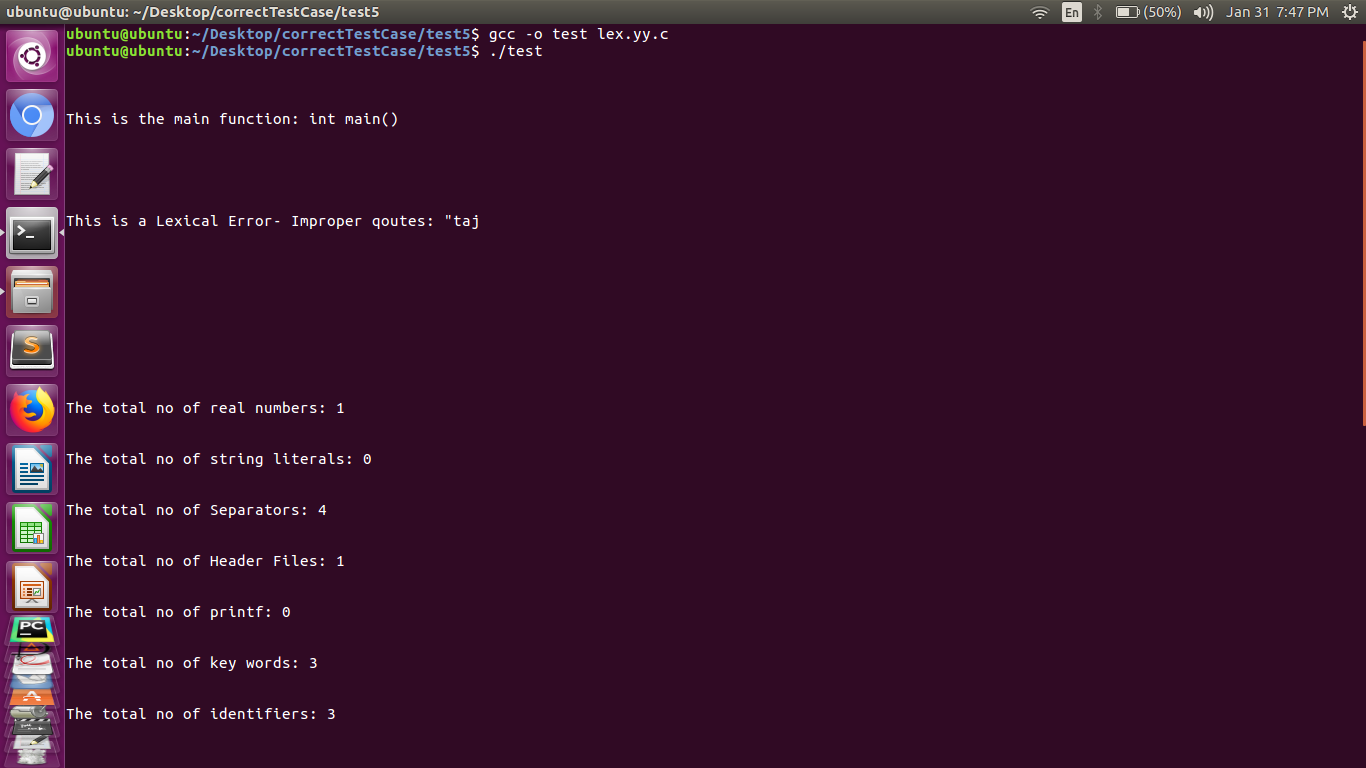 ubuntu@ubuntu: ~/Desktop/correctTestCase/test5
En
(50%)
Jan 31 7:47 PM
ubuntu@ubuntu:~/Desktop/correctTestCase/test5$ gcc -o test lex.yy.c
ubuntu@ubuntu:~/Desktop/correctTestCase/test5$ ./test
This is the main function: int main()
This is a Lexical Error- Improper qoutes: "taj
The total no of real numbers: 1
The total no of string literals: 0
The total no of Separators: 4
The total no of Header Files: 1
The total no of printf: 0
The total no of key words: 3
The total no of identifiers: 3
>_
S
PC